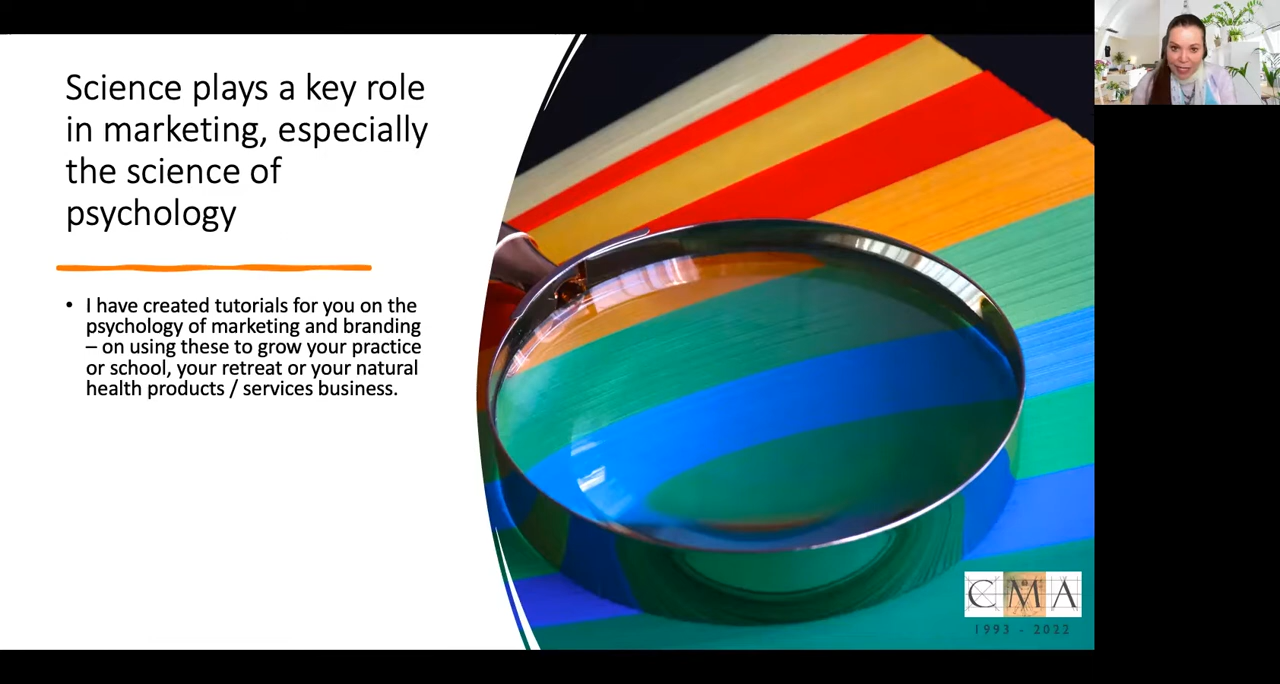 Science plays a key role
in marketing, especially
the science of
psychology
• I have created tutorials for you on the
psychology of marketing and branding
– on using these to grow your practice
or school, your retreat or your natural
health products / services business.
CMA
1993 - 2022